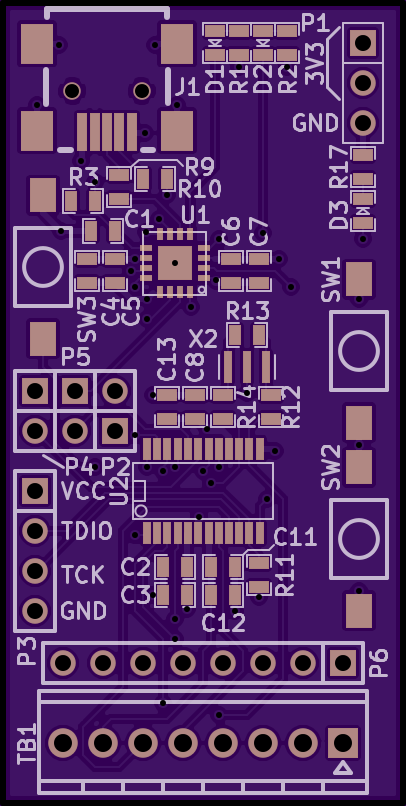 P1
3V3
D1 R1 D2 R2
J1
GND
R17
R9
R3
R10
C1
U1
C6 C7
D3
SW1
SW3 C4 C5
R13
X2
P5
C13 C8
R14 R12
P4 P2
SW2
VCC
U2
TDIO
C11
TCK
C2
R11
C3
GND
C12
P3
P6
TB1